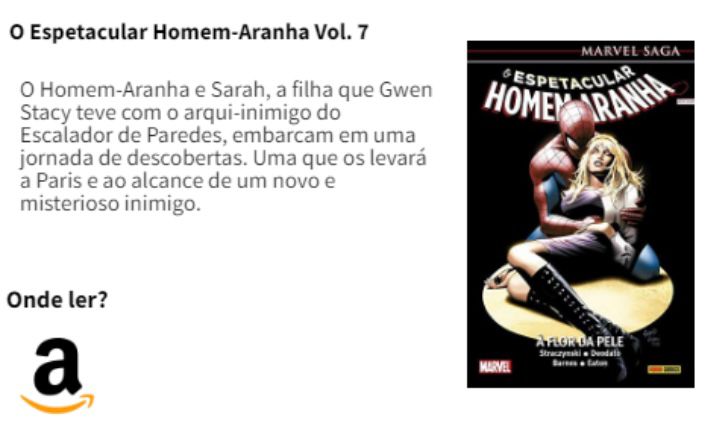 O Espetacular Homem-Aranha Vol. 7
O Homem-Aranha e Sarah, a filha que Gwen
Stacy teve com o arqui-inimigo do
Escalador de Paredes, embarcam em uma
jornada de descobertas. Uma que os levará
a Paris e ao alcance de um novo e
misterioso inimigo.
Onde ler?
a
MARVEL SAGA
O ESPETACULAR
HOMEM-ARANHA
À FLOR DA PELE
Straczynski • Deodato
Barnes • Eaton
MARVEL